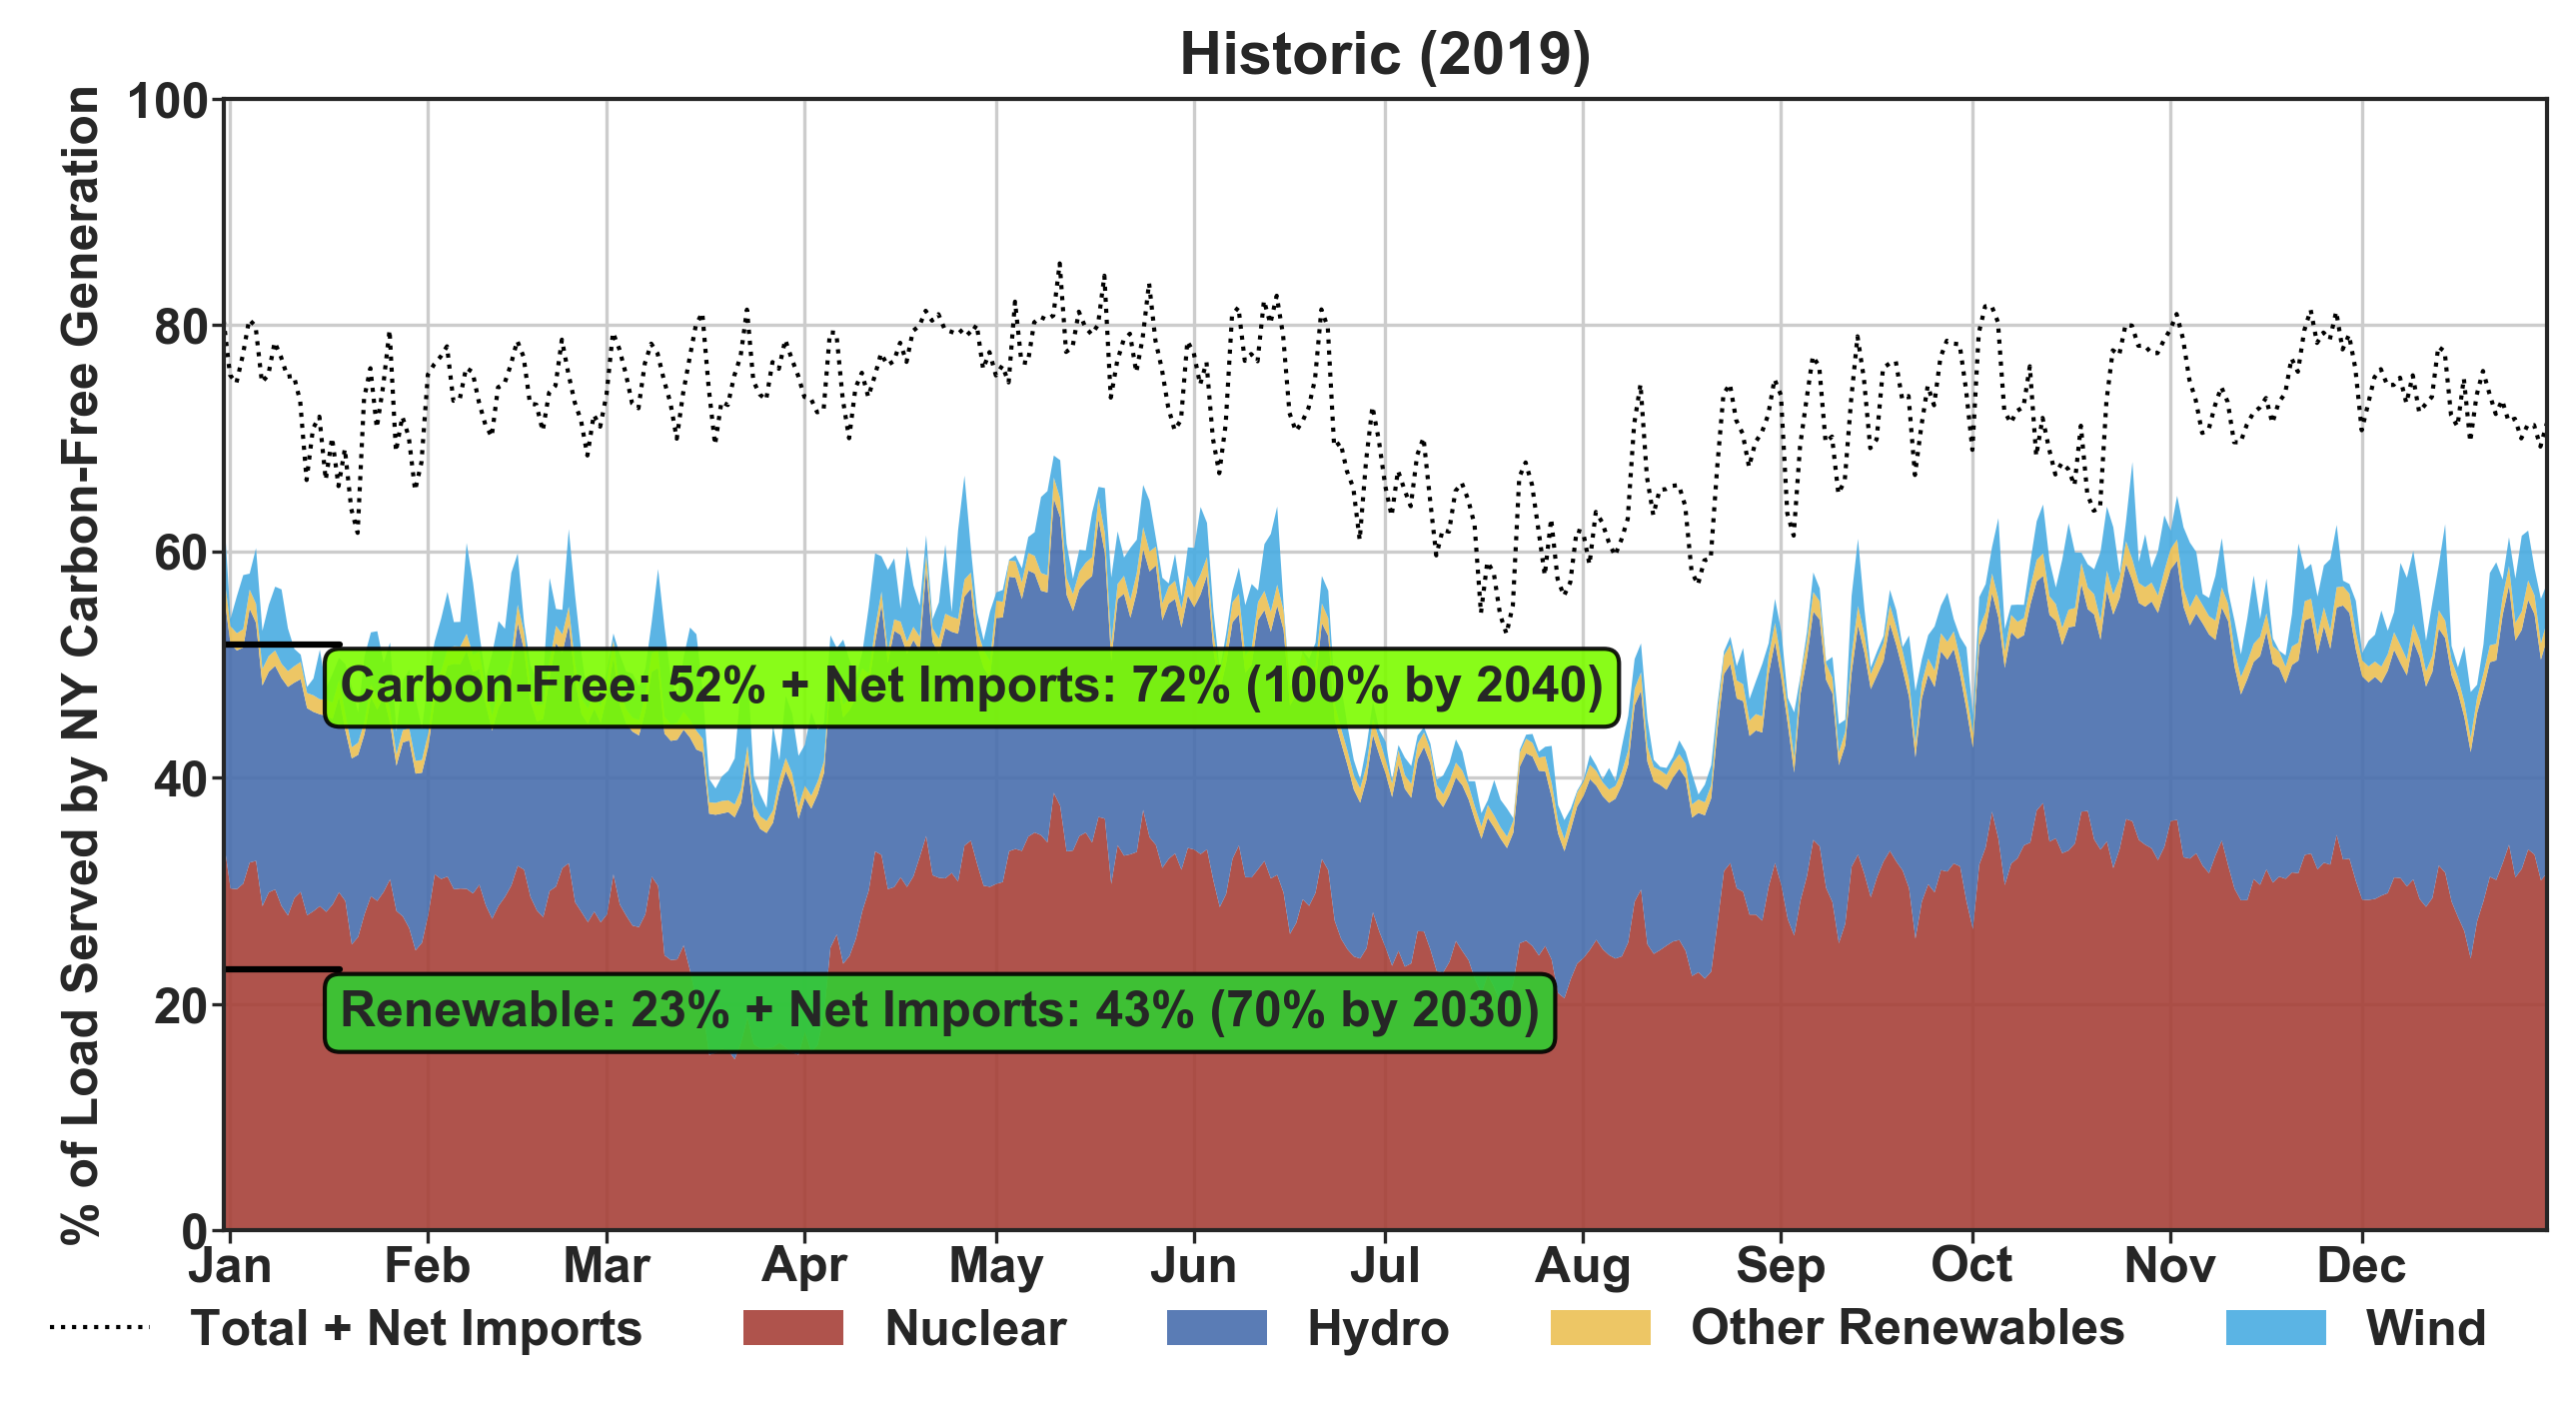 Historic (2019)
% of Load Served by NY Carbon-Free Generation
100
80
60
40
20
0
Carbon-Free: 52% + Net Imports: 72% (100% by 2040)
Renewable: 23% + Net Imports: 43% (70% by 2030)
Jan Feb Mar Apr May Jun Jul Aug Sep Oct Nov Dec
Total + Net Imports Nuclear Hydro Other Renewables Wind